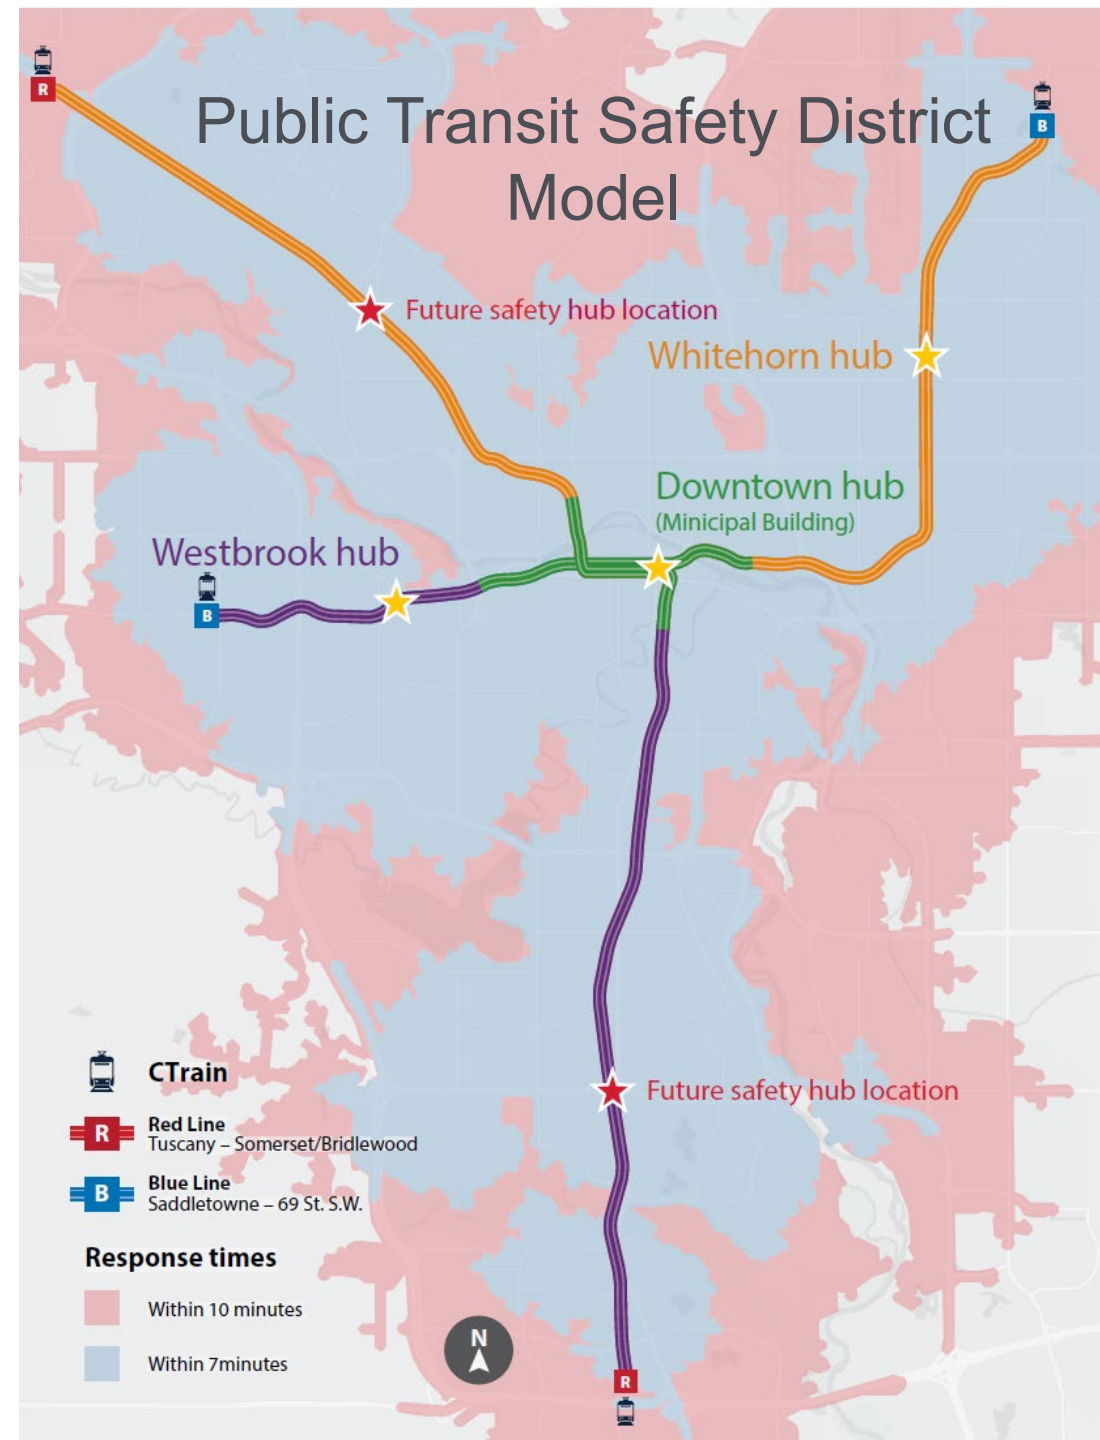 R
B
Public Transit Safety District
Model
Future safety hub location
Whitehorn hub
Downtown hub
(Minicipal Building)
Westbrook hub
B
Future safety hub location
CTrain
R
Red Line
Tuscany – Somerset/Bridlewood
B
Blue Line
Saddletowne – 69 St. S.W.
Response times
Within 10 minutes
Within 7minutes
N
R